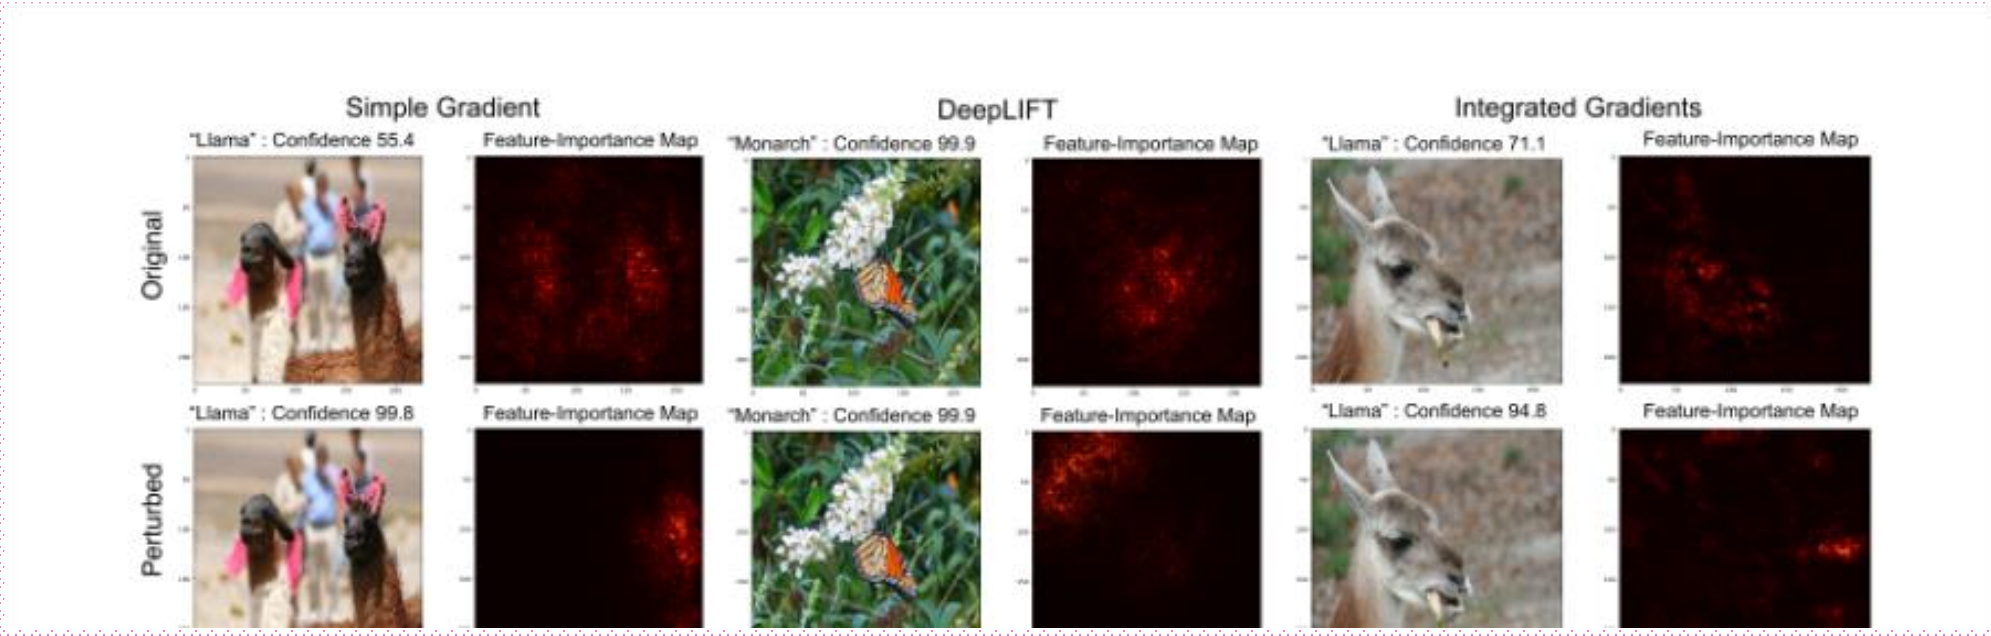 Simple Gradient
DeepLIFT
Integrated Gradients
"Llama" : Confidence 55.4
Feature-Importance Map
"Monarch" : Confidence 99.9
Feature-Importance Map
"Llama" : Confidence 71.1
Feature-Importance Map
Original
"Llama" : Confidence 99.8
Feature-Importance Map
"Monarch" : Confidence 99.9
Feature-Importance Map
"Llama" : Confidence 94.8
Feature-Importance Map
Perturbed